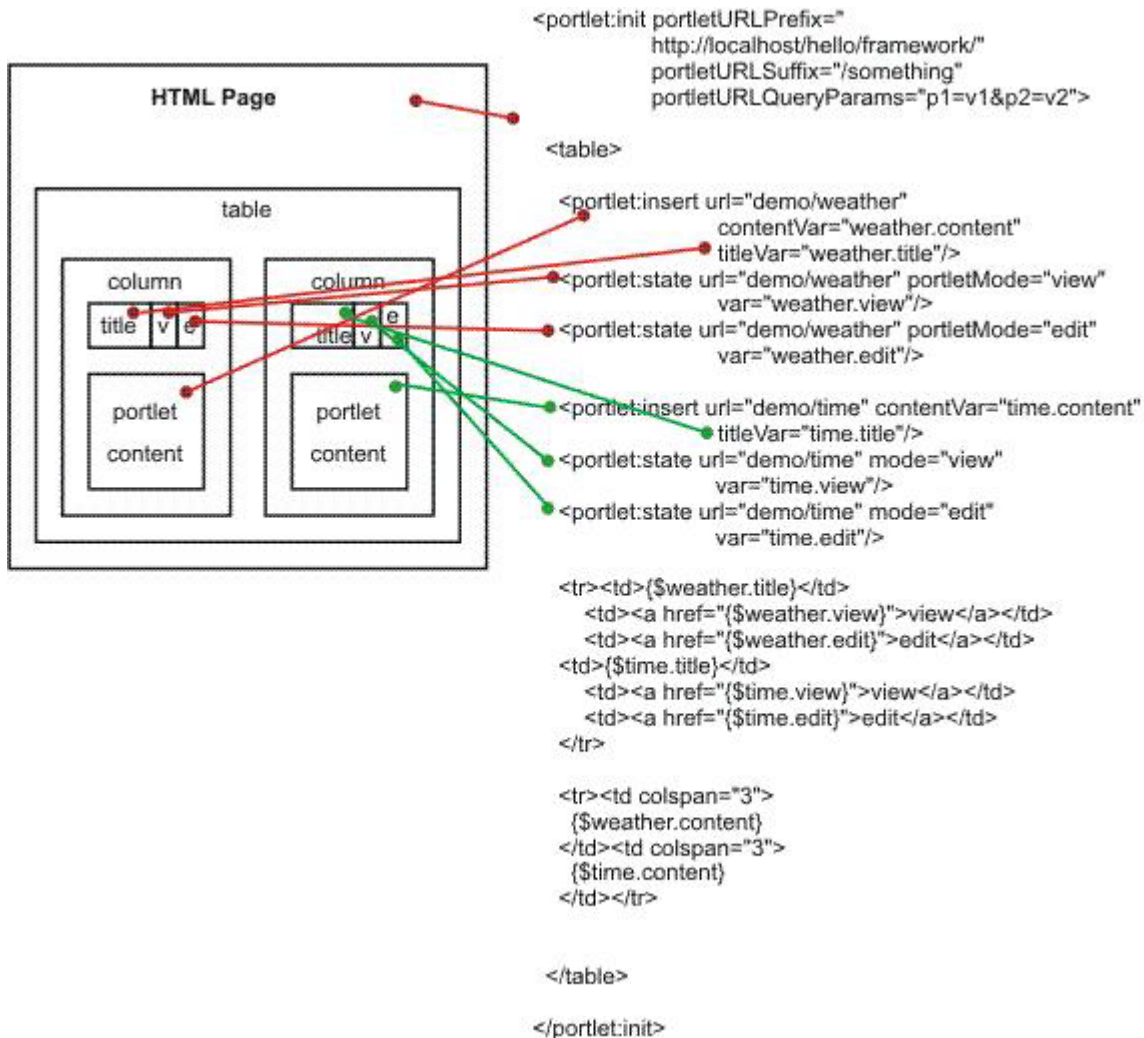 HTML Page
table
column
title v e
portlet
content
column
title v e
portlet
content
<portlet:init portletURLPrefix="
http://localhost/hello/framework/"
portletURLSuffix="/something"
portletURLQueryParams="p1=v1&p2=v2">
<table>
<portlet:insert url="demo/weather"
contentVar="weather.content"
titleVar="weather.title"/>
<portlet:state url="demo/weather" portletMode="view"
var="weather.view"/>
<portlet:state url="demo/weather" portletMode="edit"
var="weather.edit"/>
<portlet:insert url="demo/time" contentVar="time.content"
titleVar="time.title"/>
<portlet:state url="demo/time" mode="view"
var="time.view"/>
<portlet:state url="demo/time" mode="edit"
var="time.edit"/>
<tr><td>{$weather.title}</td>
<td><a href="{$weather.view}">view</a></td>
<td><a href="{$weather.edit}">edit</a></td>
<td>{$time.title}</td>
<td><a href="{$time.view}">view</a></td>
<td><a href="{$time.edit}">edit</a></td>
</tr>
<tr><td colspan="3">
{$weather.content}
</td><td colspan="3">
{$time.content}
</td></tr>
</table>
</portlet:init>